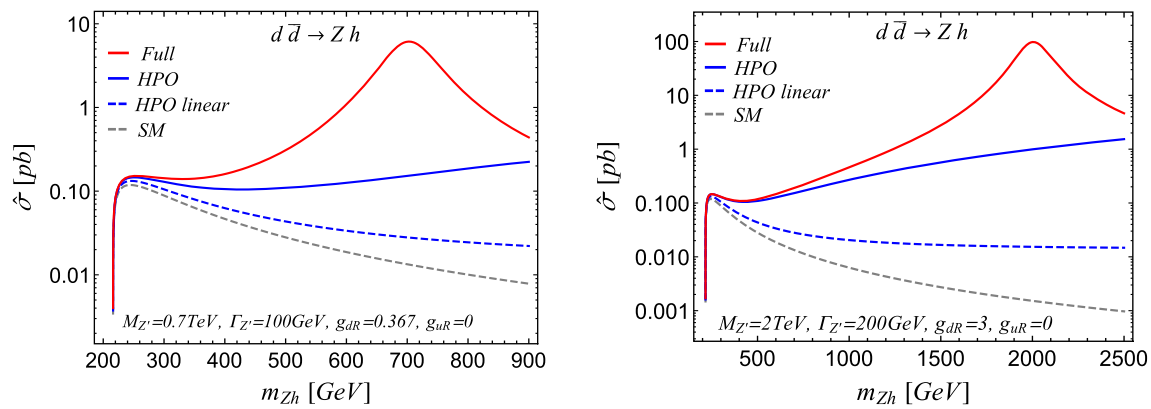 d d̄ → Z h
Full
HPO
HPO linear
SM
10
1
0.10
0.01
σ̂ [pb]
M_{Z'}=0.7TeV, Γ_{Z'}=100GeV, g_{dR}=0.367, g_{uR}=0
200 300 400 500 600 700 800 900
m_{Zh} [GeV]
d d̄ → Z h
Full
HPO
HPO linear
SM
100
10
1
0.100
0.010
0.001
σ̂ [pb]
M_{Z'}=2TeV, Γ_{Z'}=200GeV, g_{dR}=3, g_{uR}=0
500 1000 1500 2000 2500
m_{Zh} [GeV]